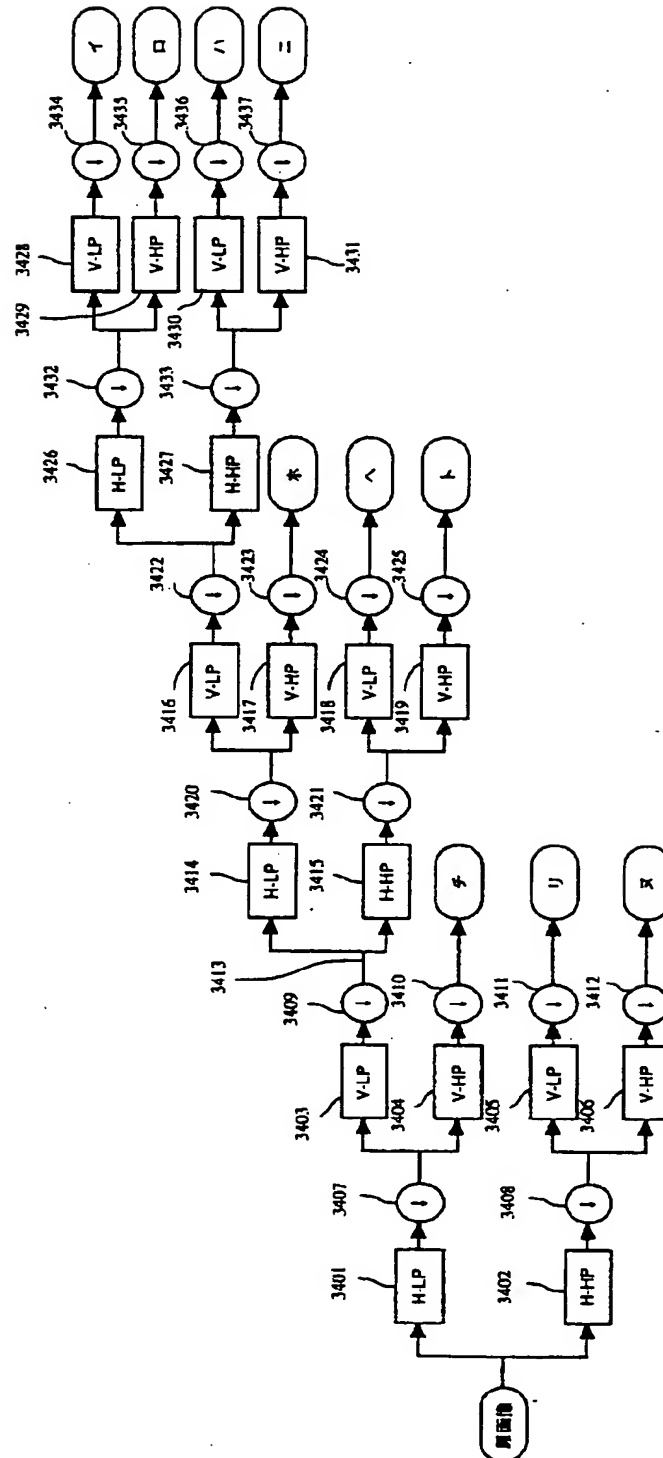 原画像
3401
H-LP
3402
H-HP
3407
↓
3408
↓
3403
V-LP
3404
V-HP
3405
V-LP
3406
V-HP
3409
↓
3410
↓
3411
↓
3412
↓
チ
リ
ヌ
3413
3414
H-LP
3415
H-HP
3420
↓
3421
↓
3416
V-LP
3417
V-HP
3418
V-LP
3419
V-HP
3422
↓
3423
↓
3424
↓
3425
↓
ホ
ヘ
ト
3426
H-LP
3427
H-HP
3432
↓
3433
↓
3428
V-LP
3429
V-HP
3430
V-LP
3431
V-HP
3434
↓
3435
↓
3436
↓
3437
↓
イ
ロ
ハ
ニ